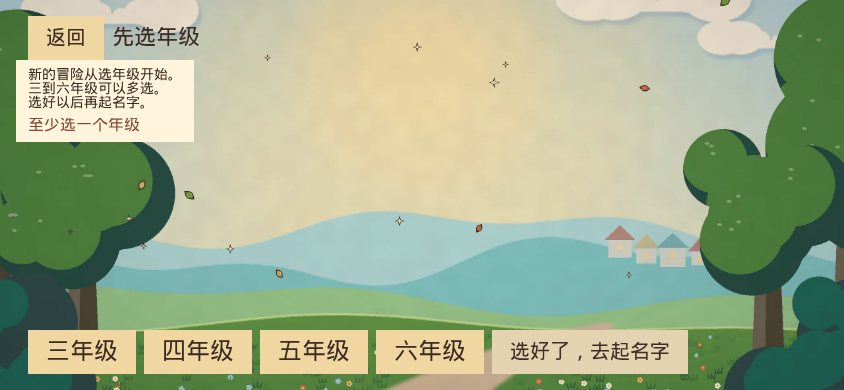 返回
先选年级
新的冒险从选年级开始。
三到六年级可以多选。
选好以后再起名字。
至少选一个年级
三年级
四年级
五年级
六年级
选好了，去起名字